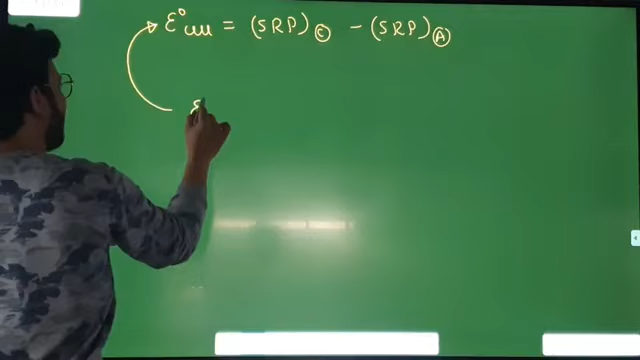 ε°cell = (SRP)Ⓒ - (SRP)Ⓐ